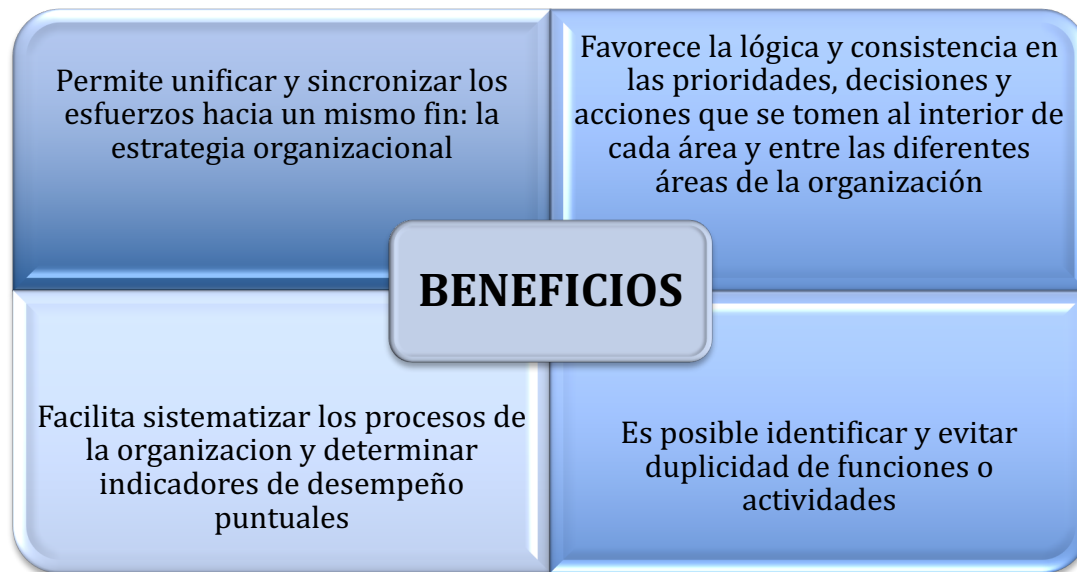 Permite unificar y sincronizar los
esfuerzos hacia un mismo fin: la
estrategia organizacional
Favorece la lógica y consistencia en
las prioridades, decisiones y
acciones que se tomen al interior de
cada área y entre las diferentes
áreas de la organización
BENEFICIOS
Facilita sistematizar los procesos de
la organizacion y determinar
indicadores de desempeño
puntuales
Es posible identificar y evitar
duplicidad de funciones o
actividades